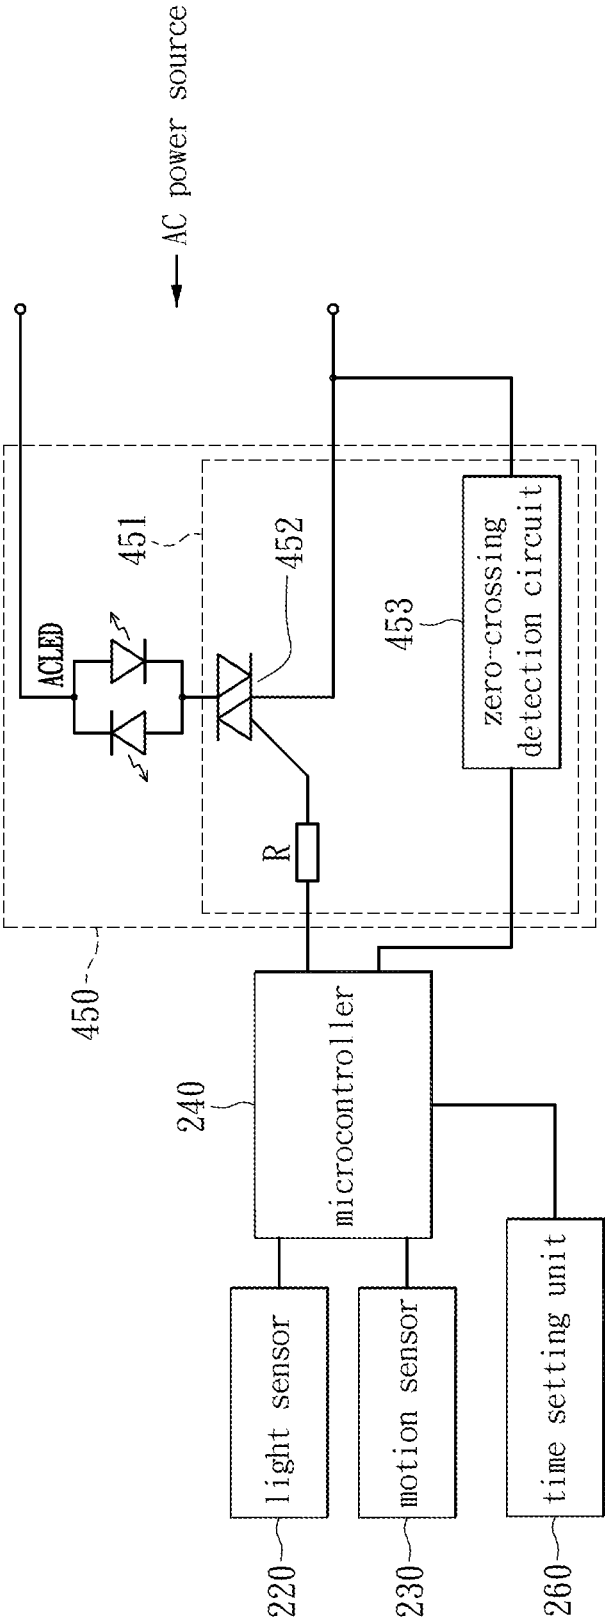 AC power source
ACLED
451
452
453
zero-crossing
detection circuit
R
450
240
microcontroller
light sensor
220
motion sensor
230
time setting unit
260